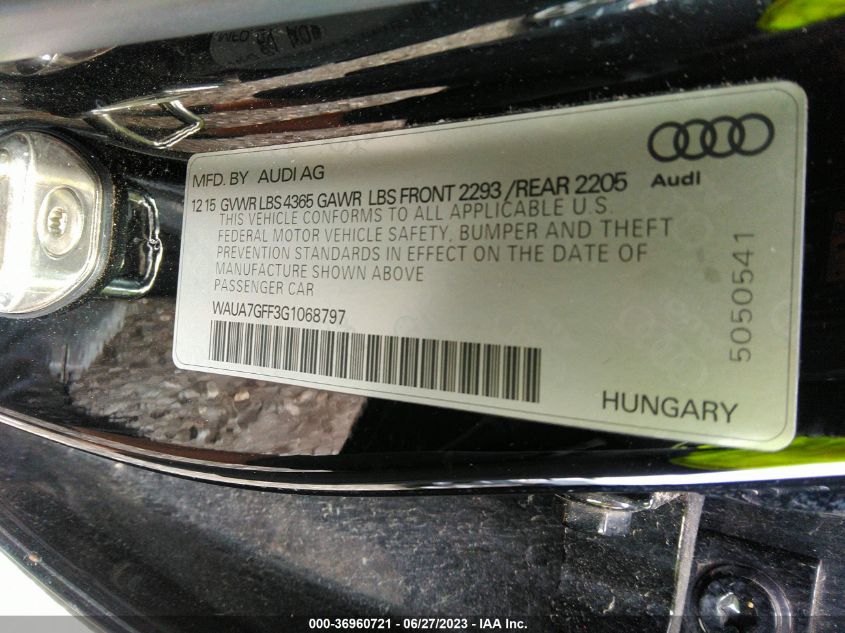 MFD. BY AUDI AG
12 15 GVWR LBS 4365 GAWR LBS FRONT 2293 /REAR 2205
THIS VEHICLE CONFORMS TO ALL APPLICABLE U.S.
FEDERAL MOTOR VEHICLE SAFETY, BUMPER AND THEFT
PREVENTION STANDARDS IN EFFECT ON THE DATE OF
MANUFACTURE SHOWN ABOVE
PASSENGER CAR
WAUA7GFF3G1068797
Audi
5050541
HUNGARY
000-36960721 / 06/27/2023 - IAA Inc.